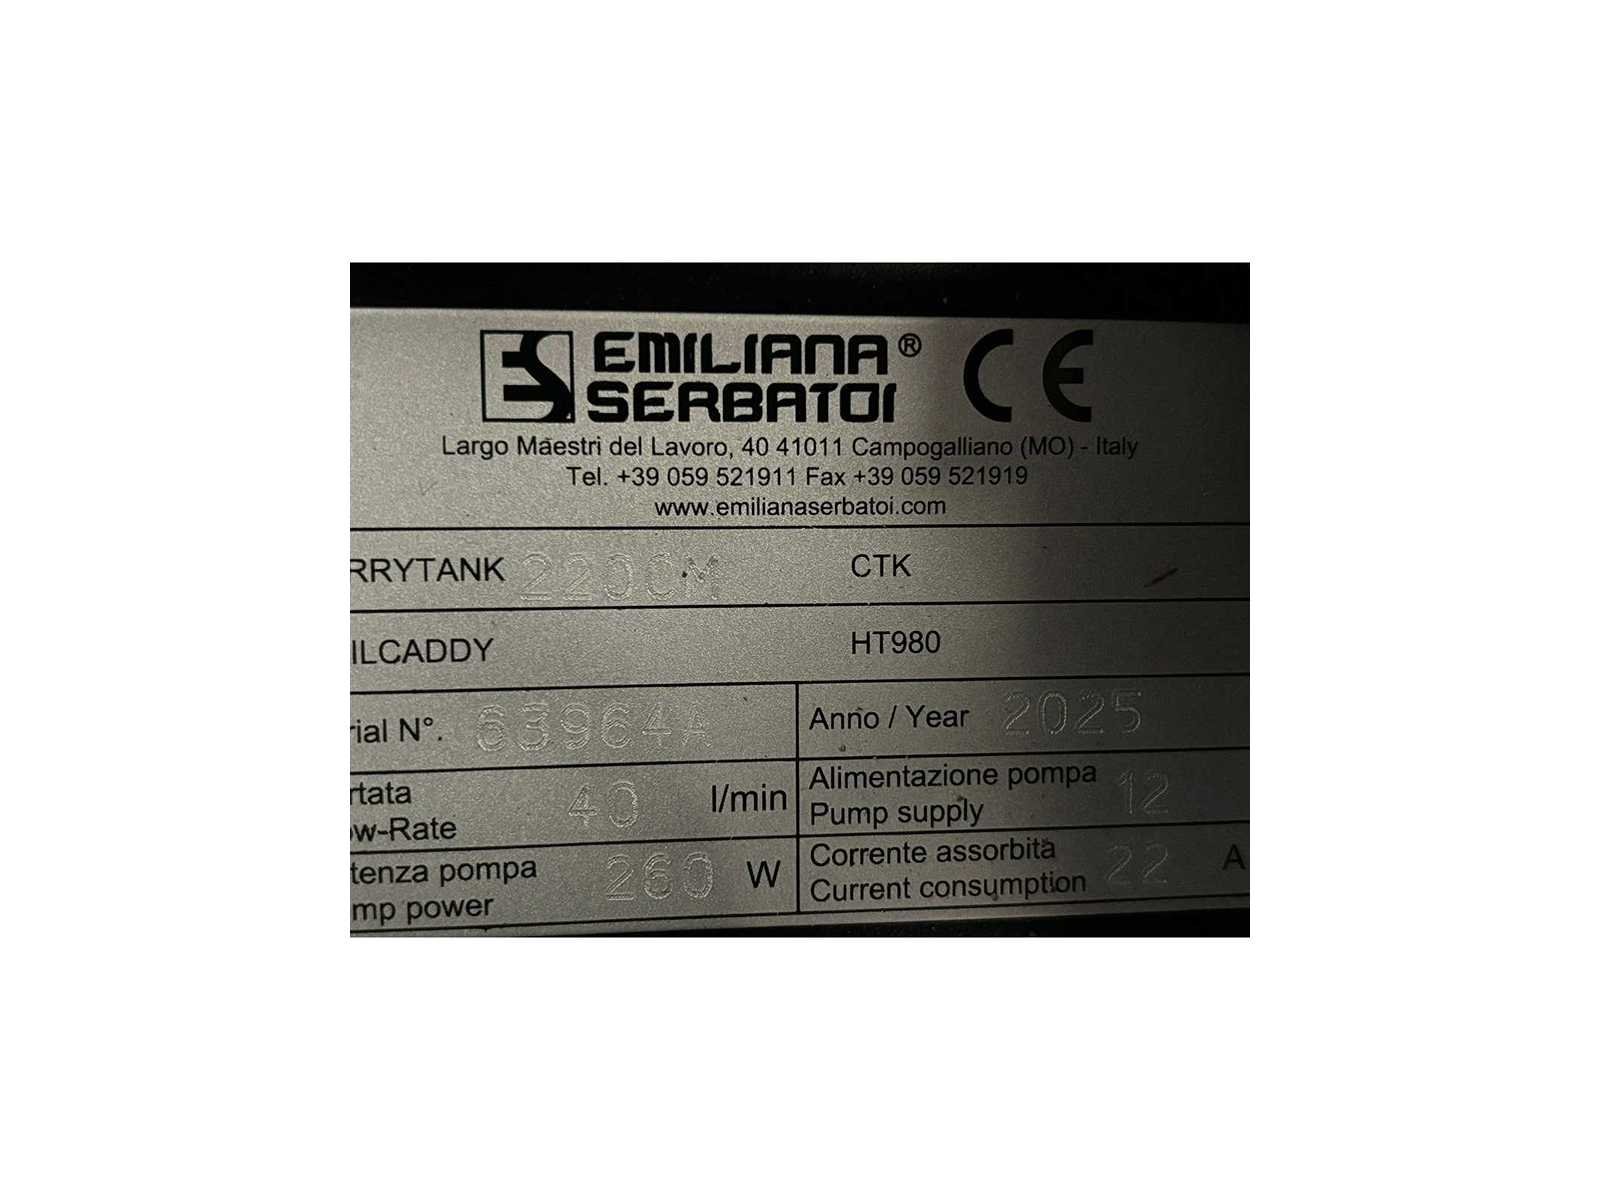 ES EMILIANA® CE
SERBATOI
Largo Maestri del Lavoro, 40 41011 Campogalliano (MO) - Italy
Tel. +39 059 521911 Fax +39 059 521919
www.emilianaserbatoi.com
RRYTANK CTK
ILCADDY HT980
rial N°. 63964A Anno / Year 2025
rtata 40 l/min Alimentazione pompa 12
ow-Rate Pump supply
tenza pompa 260 W Corrente assorbita 22 A
mp power Current consumption